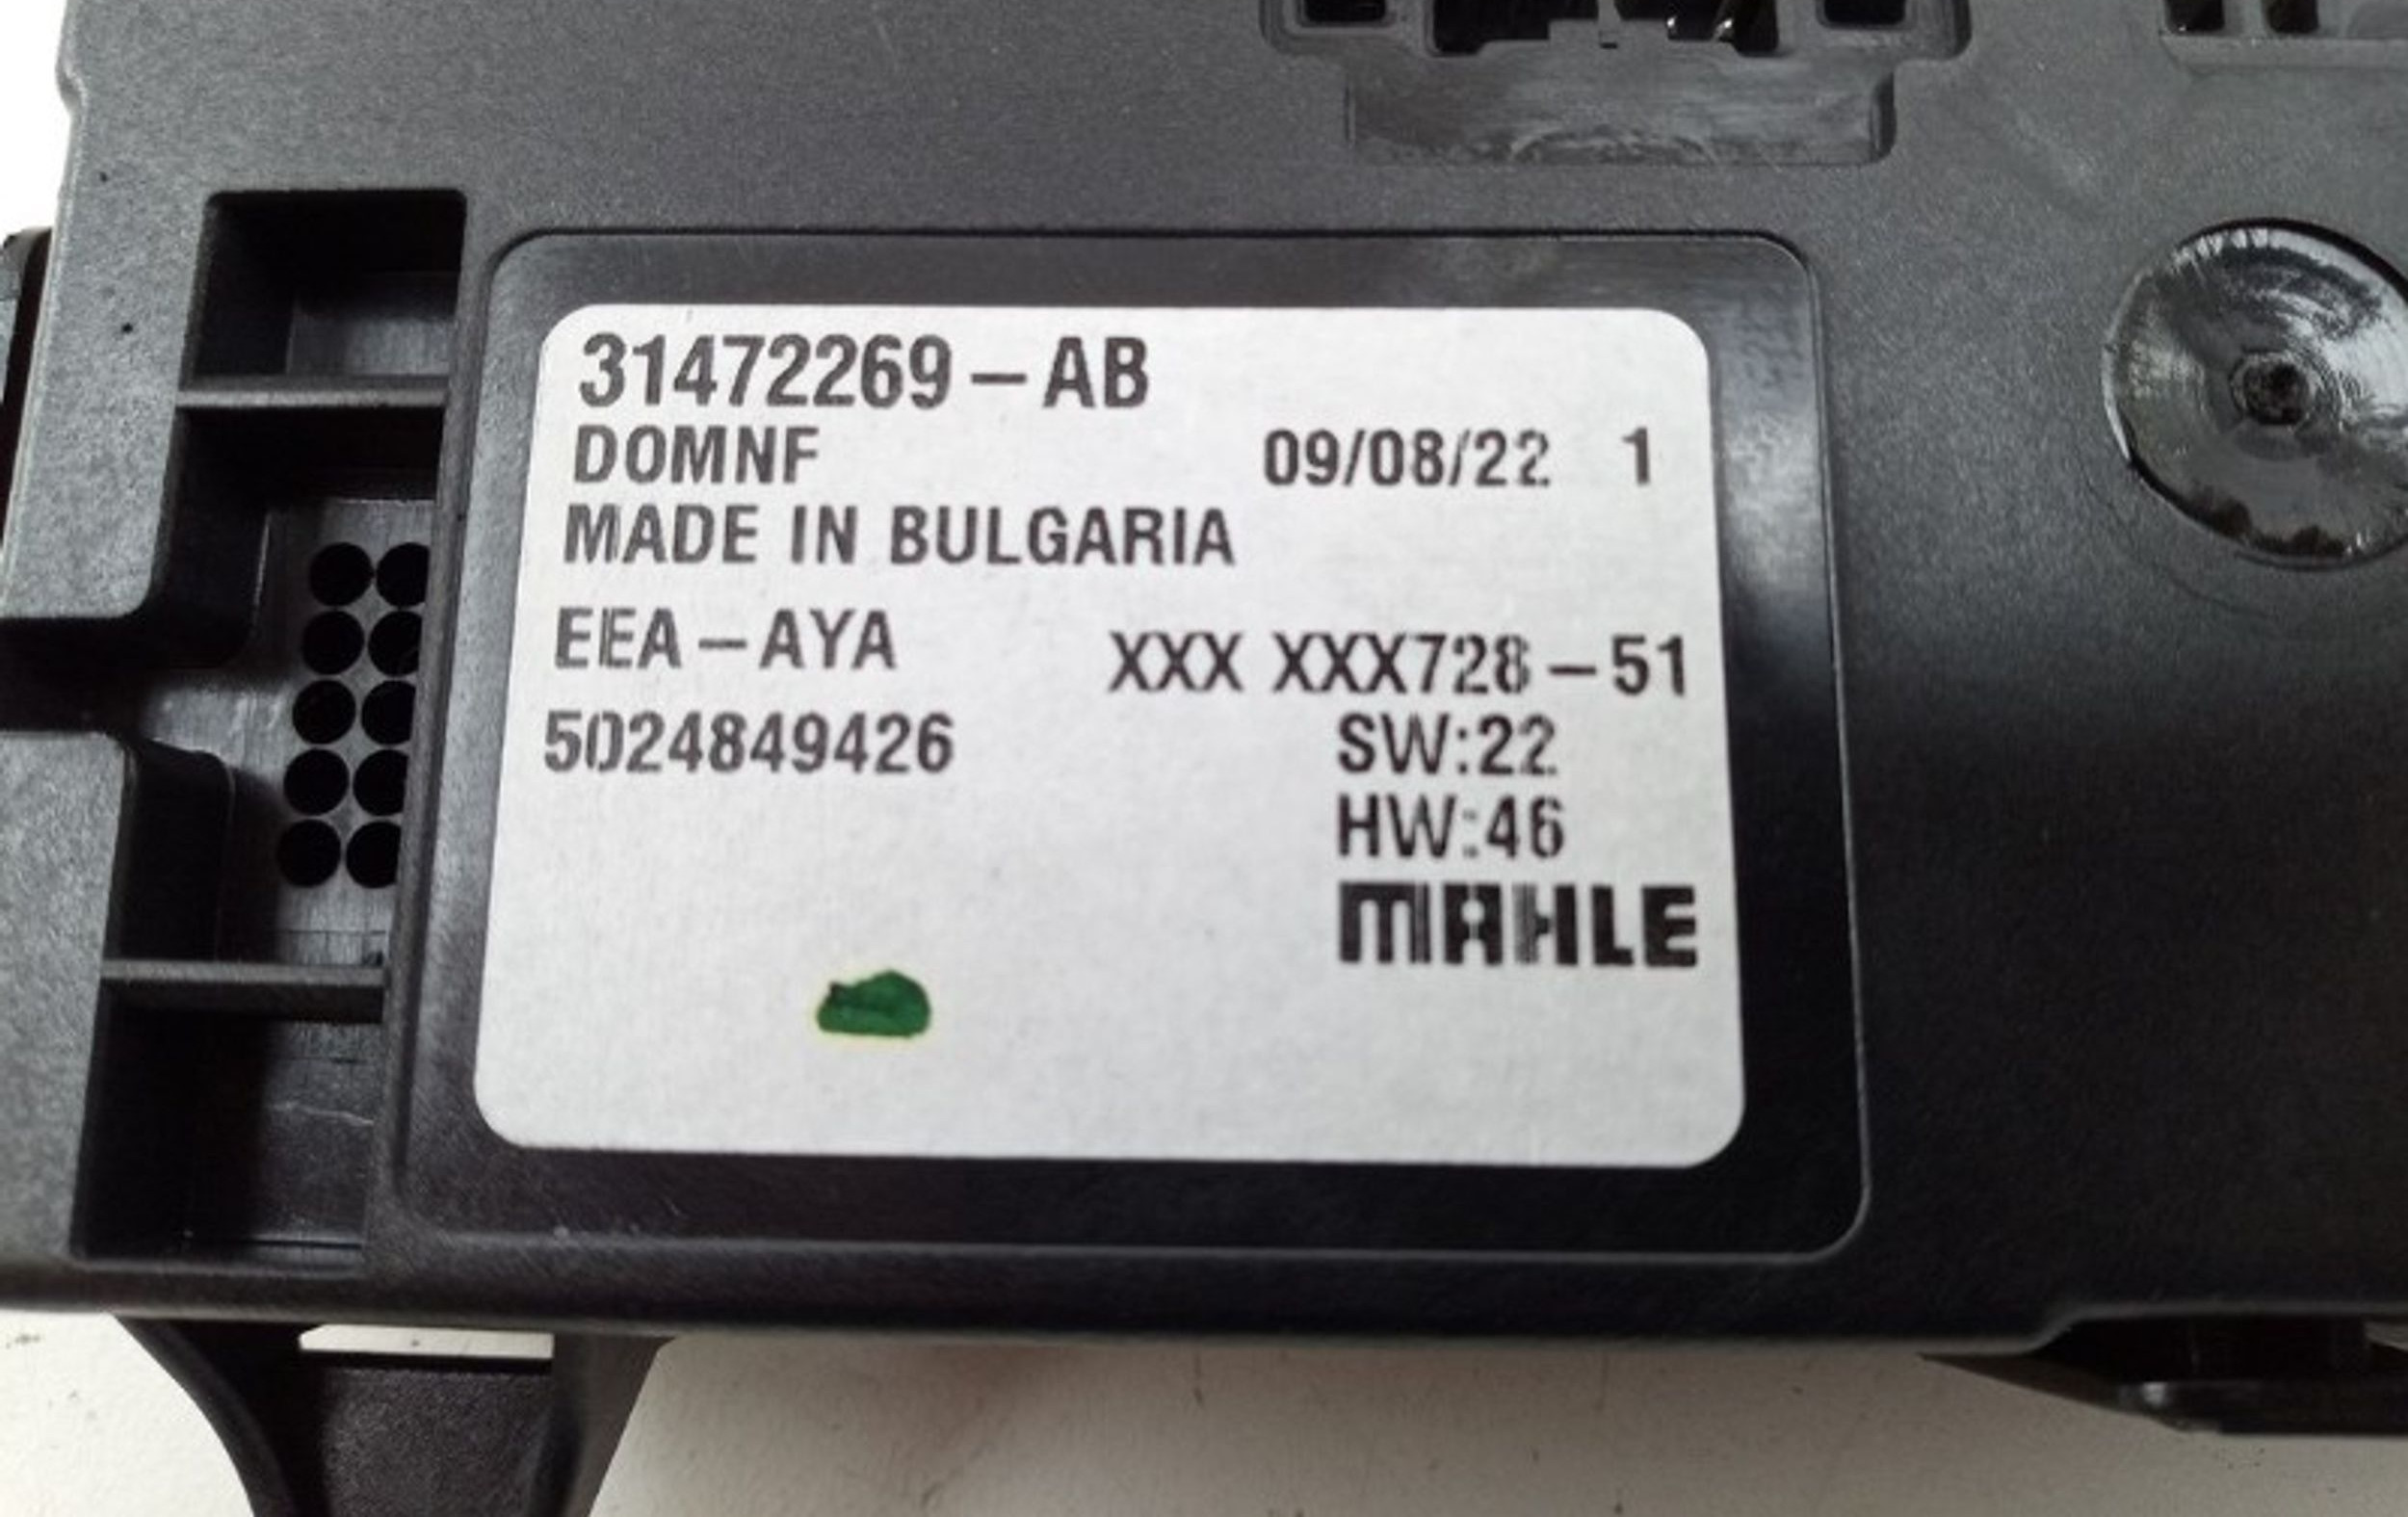 31472269-AB
DOMNF 09/08/22 1
MADE IN BULGARIA
EEA-AYA XXX XXX728-51
5024849426 SW:22
HW:46
MAHLE